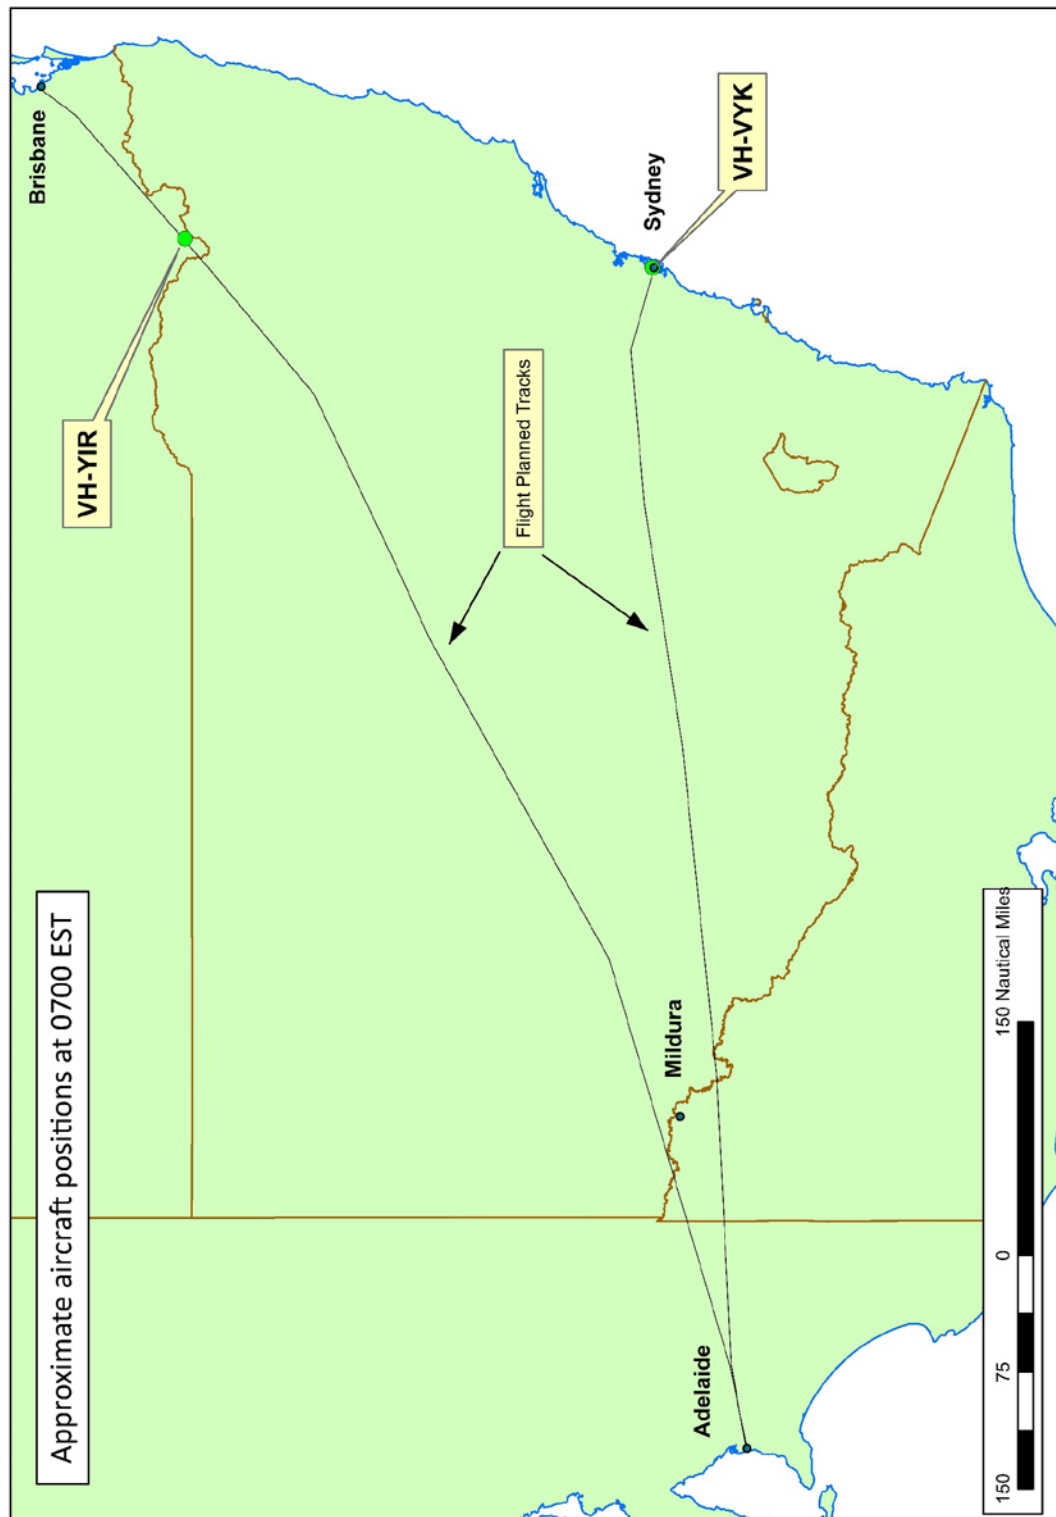 Approximate aircraft positions at 0700 EST
Brisbane
VH-YIR
Flight Planned Tracks
Sydney
VH-VYK
Mildura
Adelaide
150 75 0 150 Nautical Miles